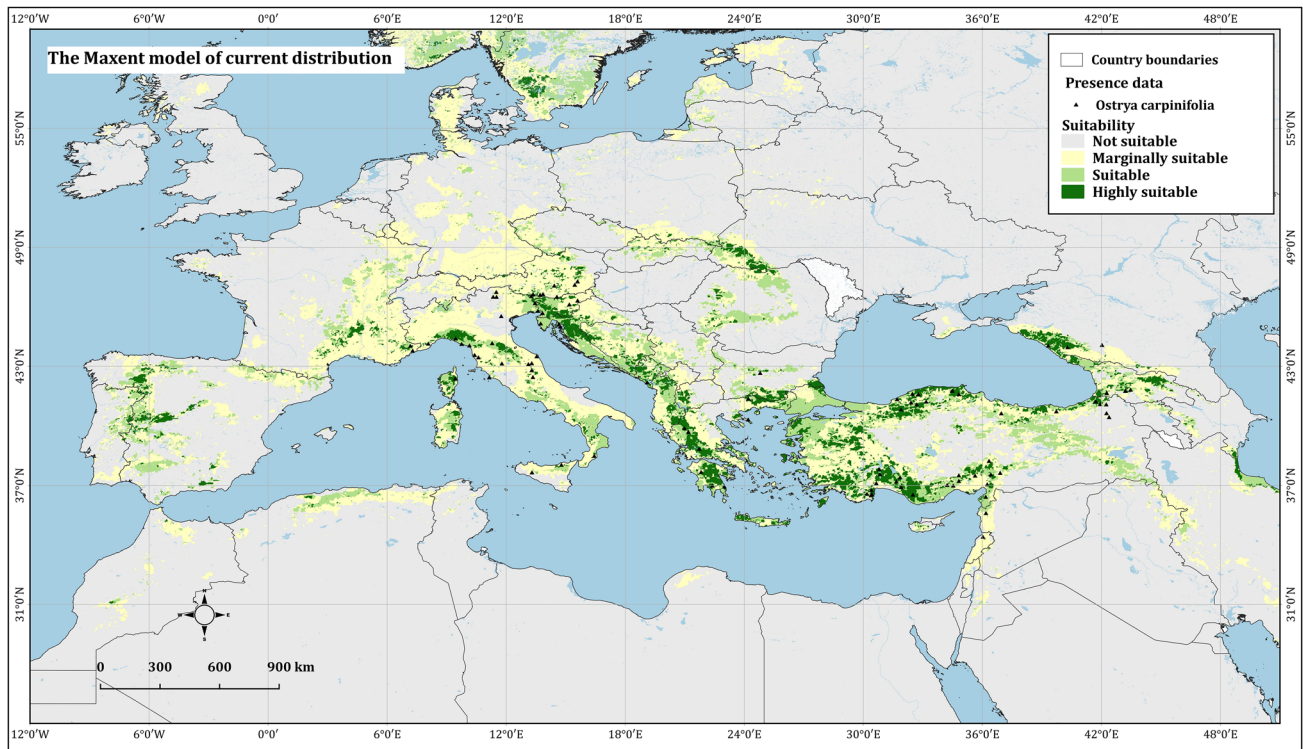 12°0'W 6°0'W 0°0' 6°0'E 12°0'E 18°0'E 24°0'E 30°0'E 36°0'E 42°0'E 48°0'E
The Maxent model of current distribution
Country boundaries
Presence data
Ostrya carpinifolia
Suitability
Not suitable
Marginally suitable
Suitable
Highly suitable
55°0'N 55°0'N
49°0'N 49°0'N
43°0'N 43°0'N
37°0'N 37°0'N
31°0'N 31°0'N
N
W E
S
0 300 600 900 km
12°0'W 6°0'W 0°0' 6°0'E 12°0'E 18°0'E 24°0'E 30°0'E 36°0'E 42°0'E 48°0'E